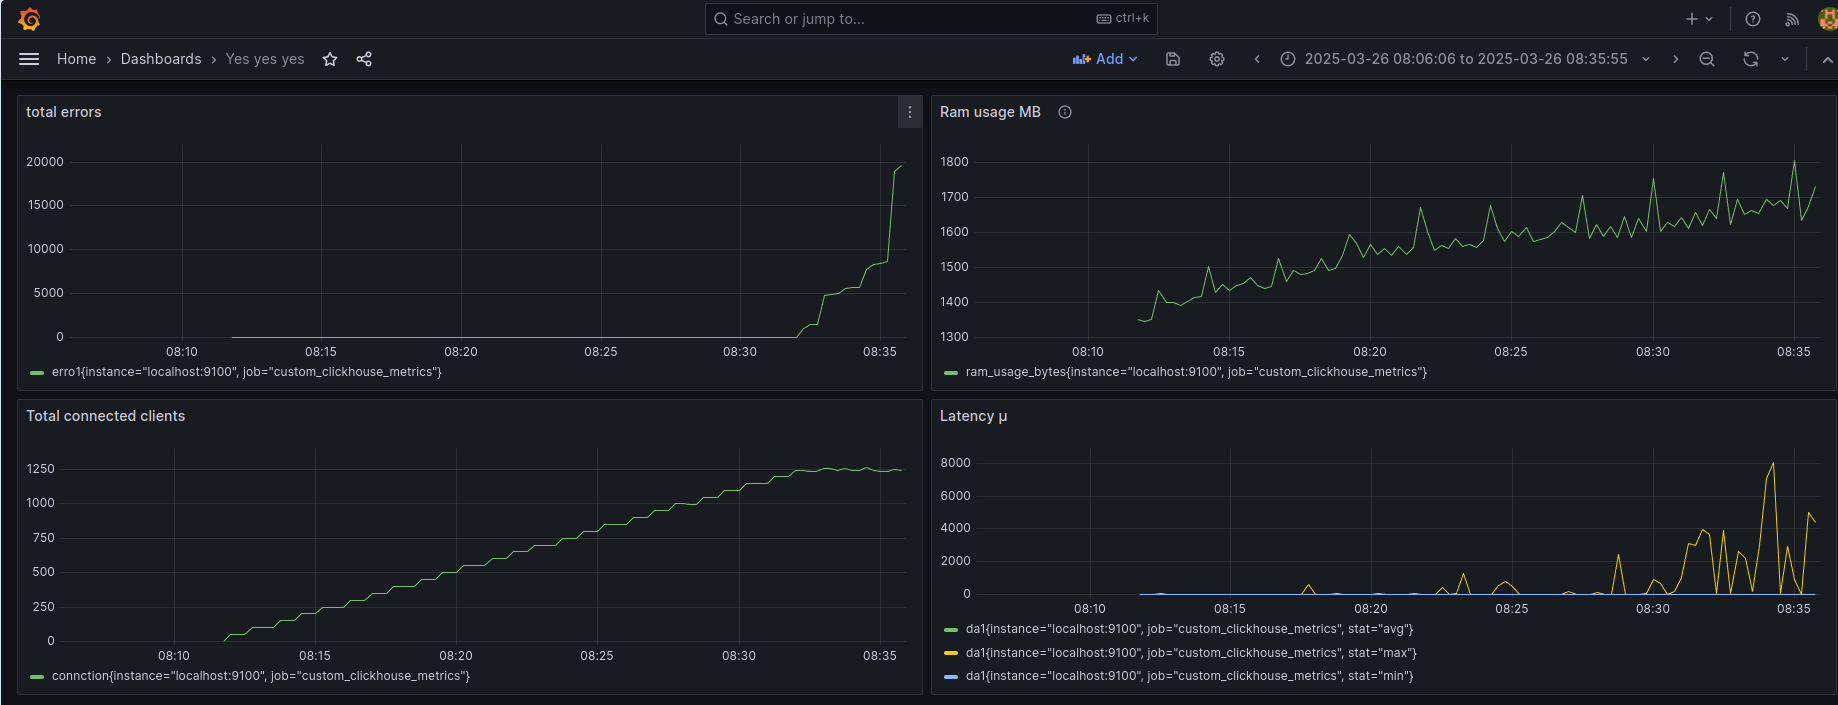 Search or jump to...
ctrl+k
Home › Dashboards › Yes yes yes
Add
2025-03-26 08:06:06 to 2025-03-26 08:35:55
total errors
20000
15000
10000
5000
0
08:10 08:15 08:20 08:25 08:30 08:35
erro1{instance="localhost:9100", job="custom_clickhouse_metrics"}
Ram usage MB
1800
1700
1600
1500
1400
1300
08:10 08:15 08:20 08:25 08:30 08:35
ram_usage_bytes{instance="localhost:9100", job="custom_clickhouse_metrics"}
Total connected clients
1250
1000
750
500
250
0
08:10 08:15 08:20 08:25 08:30 08:35
connction{instance="localhost:9100", job="custom_clickhouse_metrics"}
Latency µ
8000
6000
4000
2000
0
08:10 08:15 08:20 08:25 08:30 08:35
da1{instance="localhost:9100", job="custom_clickhouse_metrics", stat="avg"}
da1{instance="localhost:9100", job="custom_clickhouse_metrics", stat="max"}
da1{instance="localhost:9100", job="custom_clickhouse_metrics", stat="min"}